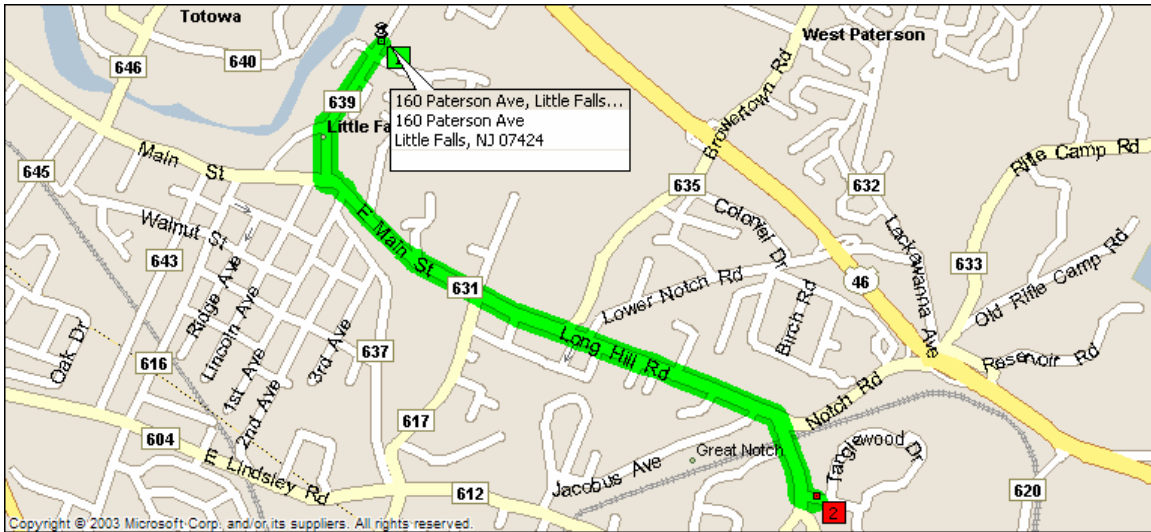 Totowa
West Paterson
646
640
639
160 Paterson Ave, Little Falls...
160 Paterson Ave
Little Falls, NJ 07424
Little Fa
Browertown Rd
Rifle Camp Rd
Main St
645
635
632
Walnut St
E Main St
Colonier Dr
Lackawanna Ave
643
631
Lower Notch Rd
46
633
Old Rifle Camp Rd
Ridge Ave
Lincoln Ave
Birch Rd
Oak Dr
616
1st Ave
2nd Ave
3rd Ave
637
Long Hill Rd
Reservoir Rd
Notch Rd
617
604
E Lindsley Rd
Great Notch
Tanglewood Dr
Jacobus Ave
612
620
2
Copyright © 2003 Microsoft Corp. and/or its suppliers. All rights reserved.